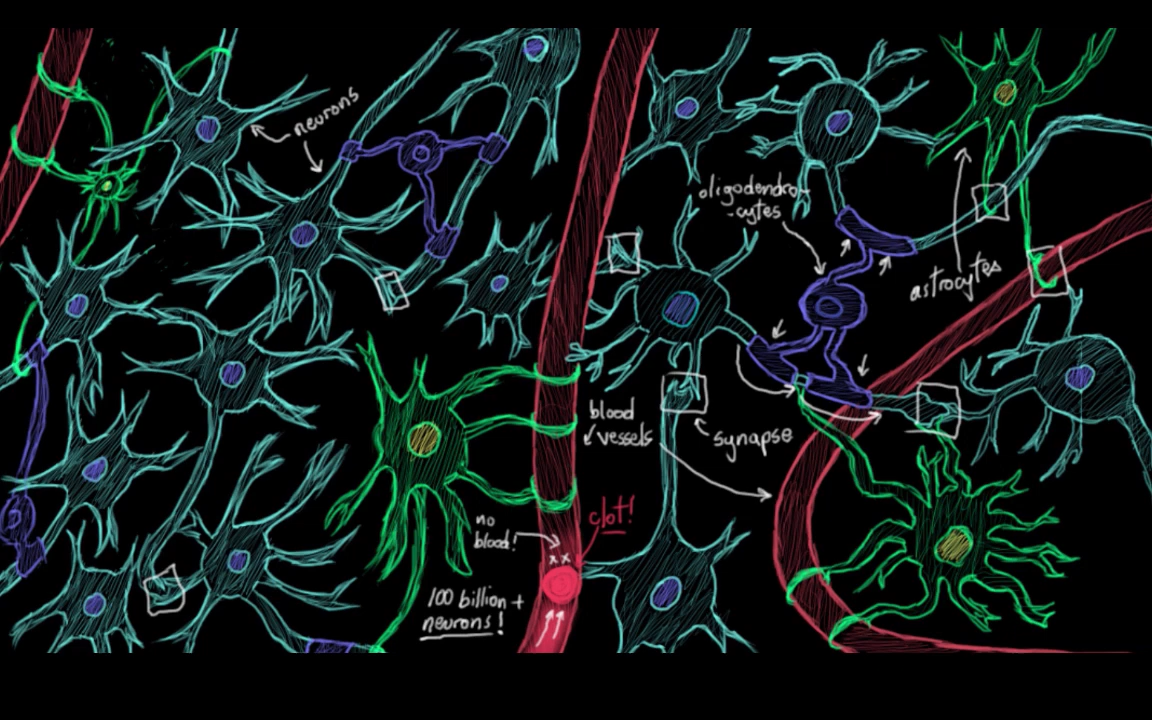 neurons
oligodendro-
-cytes
astrocytes
blood
vessels
synapse
clot!
no
blood!
x x
100 billion +
neurons!